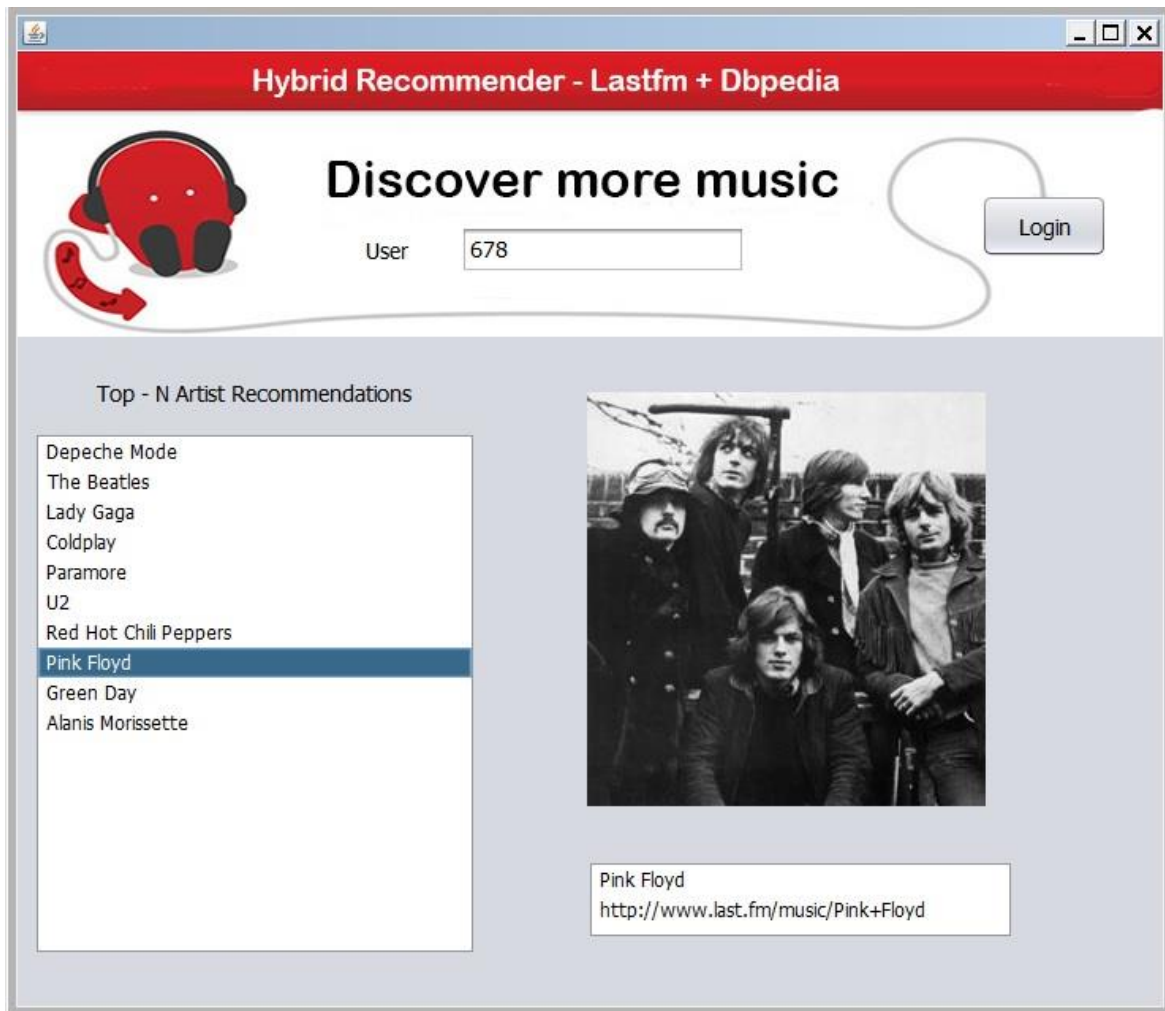 Hybrid Recommender - Lastfm + Dbpedia
Discover more music
User
678
Login
Top - N Artist Recommendations
Depeche Mode
The Beatles
Lady Gaga
Coldplay
Paramore
U2
Red Hot Chili Peppers
Pink Floyd
Green Day
Alanis Morissette
Pink Floyd
http://www.last.fm/music/Pink+Floyd